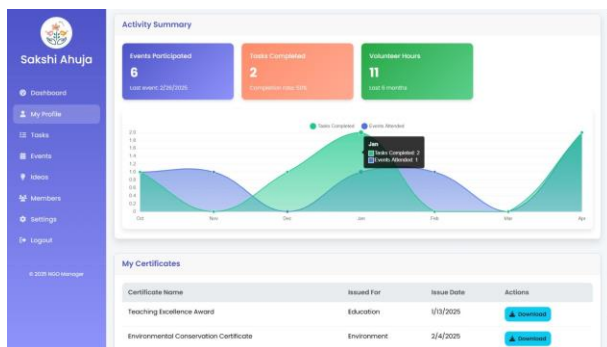 Sakshi Ahuja
Dashboard
My Profile
Tasks
Events
Ideas
Members
Settings
Logout
© 2025 NGO Manager
Activity Summary
Events Participated
6
Last event: 2/26/2025
Tasks Completed
2
Completion rate: 50%
Volunteer Hours
11
Last 6 months
Tasks Completed Events Attended
2.0
1.8
1.6
1.4
1.2
1.0
0.8
0.6
0.4
0.2
0
Jan
Tasks Completed: 2
Events Attended: 1
Oct Nov Dec Jan Feb Mar Apr
My Certificates
Certificate Name Issued For Issue Date Actions
Teaching Excellence Award Education 1/13/2025 Download
Environmental Conservation Certificate Environment 2/4/2025 Download